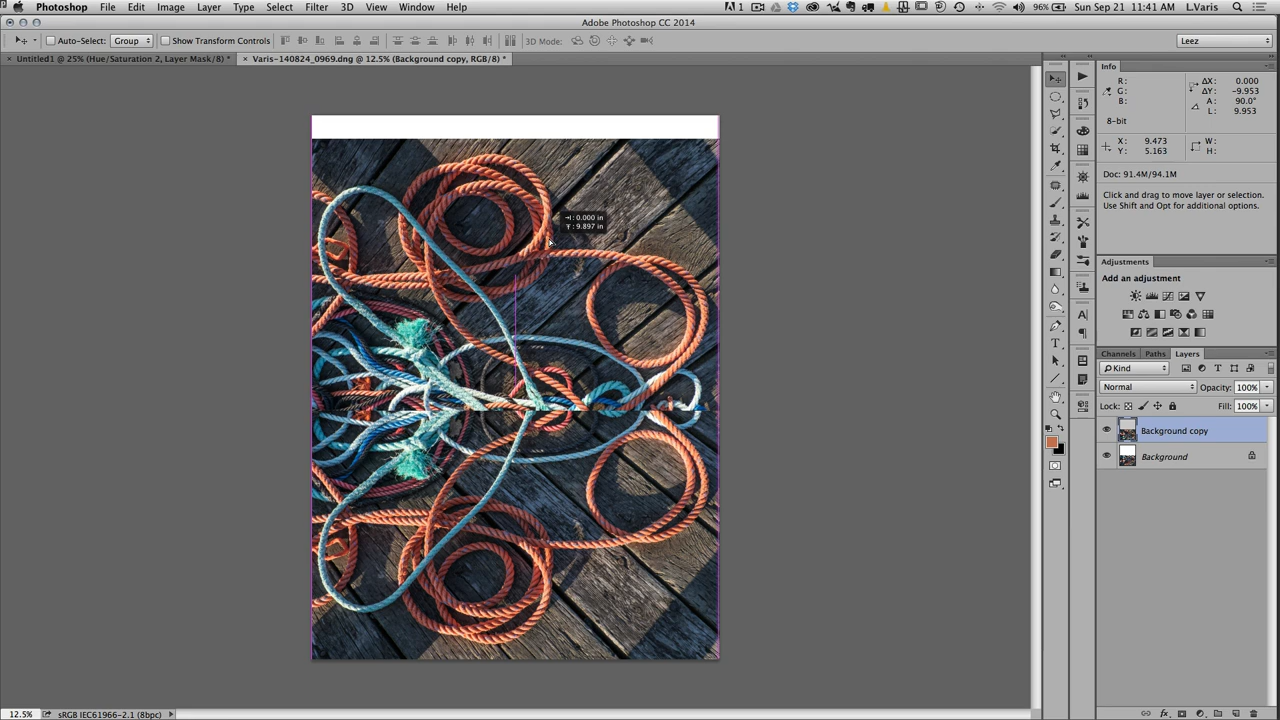 Photoshop File Edit Image Layer Type Select Filter 3D View Window Help 1 96% Sun Sep 21 11:41 AM L.Varis
Adobe Photoshop CC 2014
Auto-Select: Group Show Transform Controls 3D Mode: Leez
× Untitled1 @ 25% (Hue/Saturation 2, Layer Mask/8) * × Varis-140824_0969.dng @ 12.5% (Background copy, RGB/8) *
Info
R: ΔX: 0.000
G: ΔY: -9.953
B: A: 90.0°
L: 9.953
8-bit
X: 9.473 W:
Y: 5.163 H:
Doc: 91.4M/94.1M
Click and drag to move layer or selection.
Use Shift and Opt for additional options.
: 0.000 in
: 9.897 in
Adjustments
Add an adjustment
Channels Paths Layers
Kind
Normal Opacity: 100%
Lock: Fill: 100%
Background copy
Background
12.5% sRGB IEC61966-2.1 (8bpc)